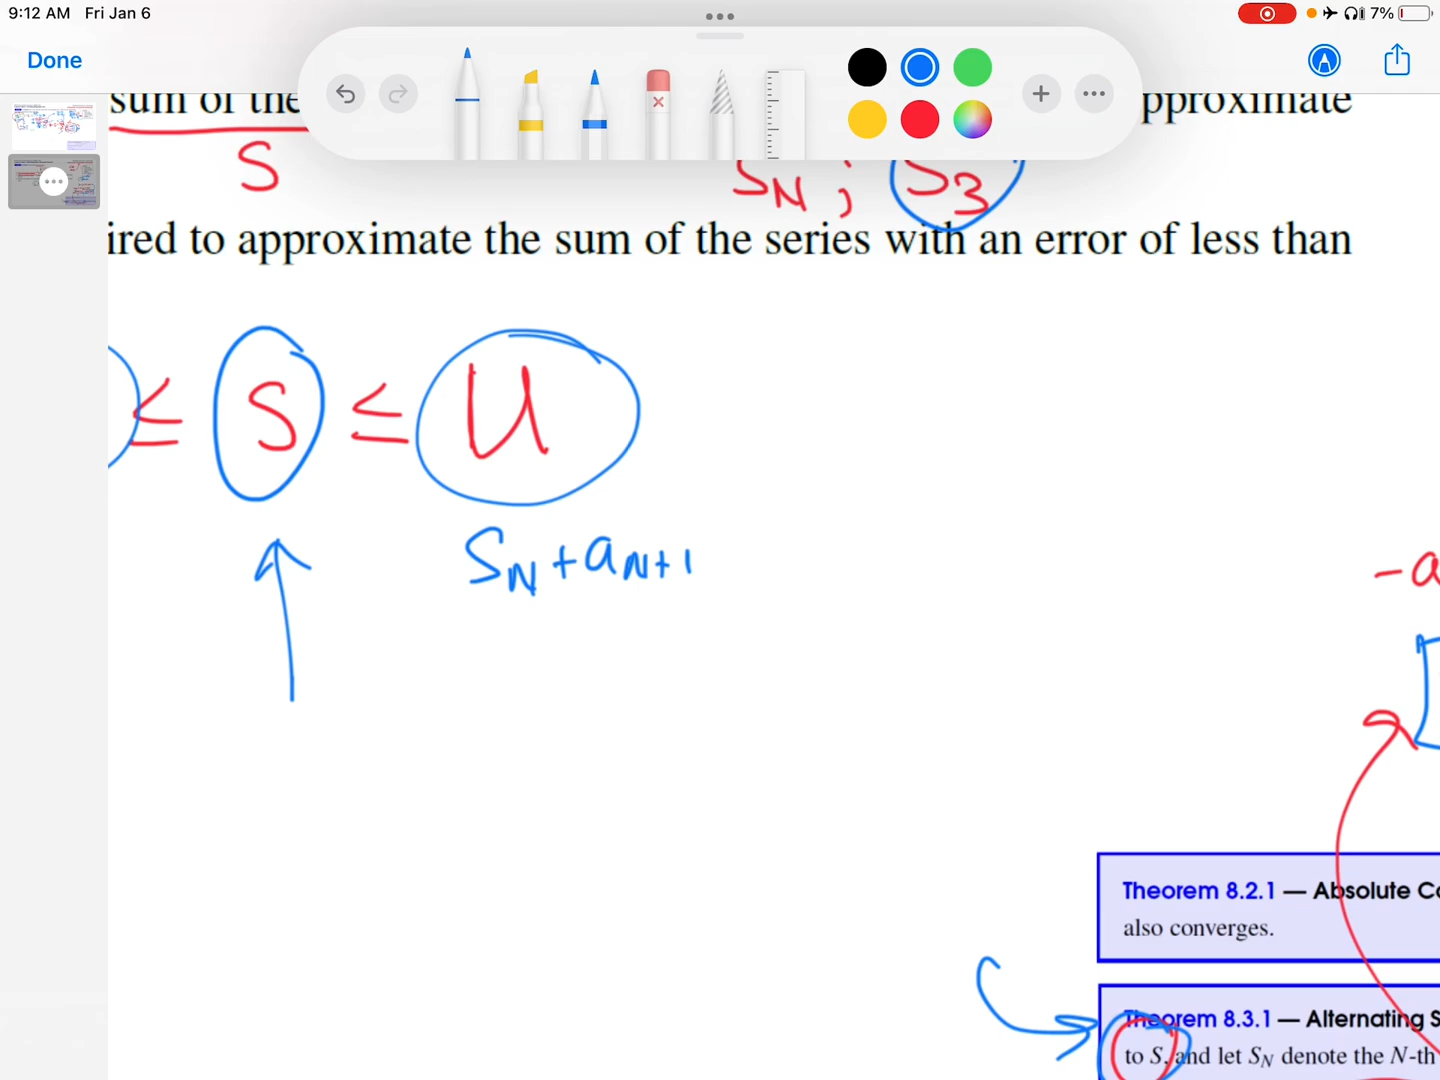 9:12 AM Fri Jan 6
7%
Done
sum of the
pproximate
S
SN ; S3
ired to approximate the sum of the series with an error of less than
≤ S ≤ U
SN + aN+1
-a
Theorem 8.2.1 — Absolute Co
also converges.
Theorem 8.3.1 — Alternating S
to S, and let SN denote the N-th